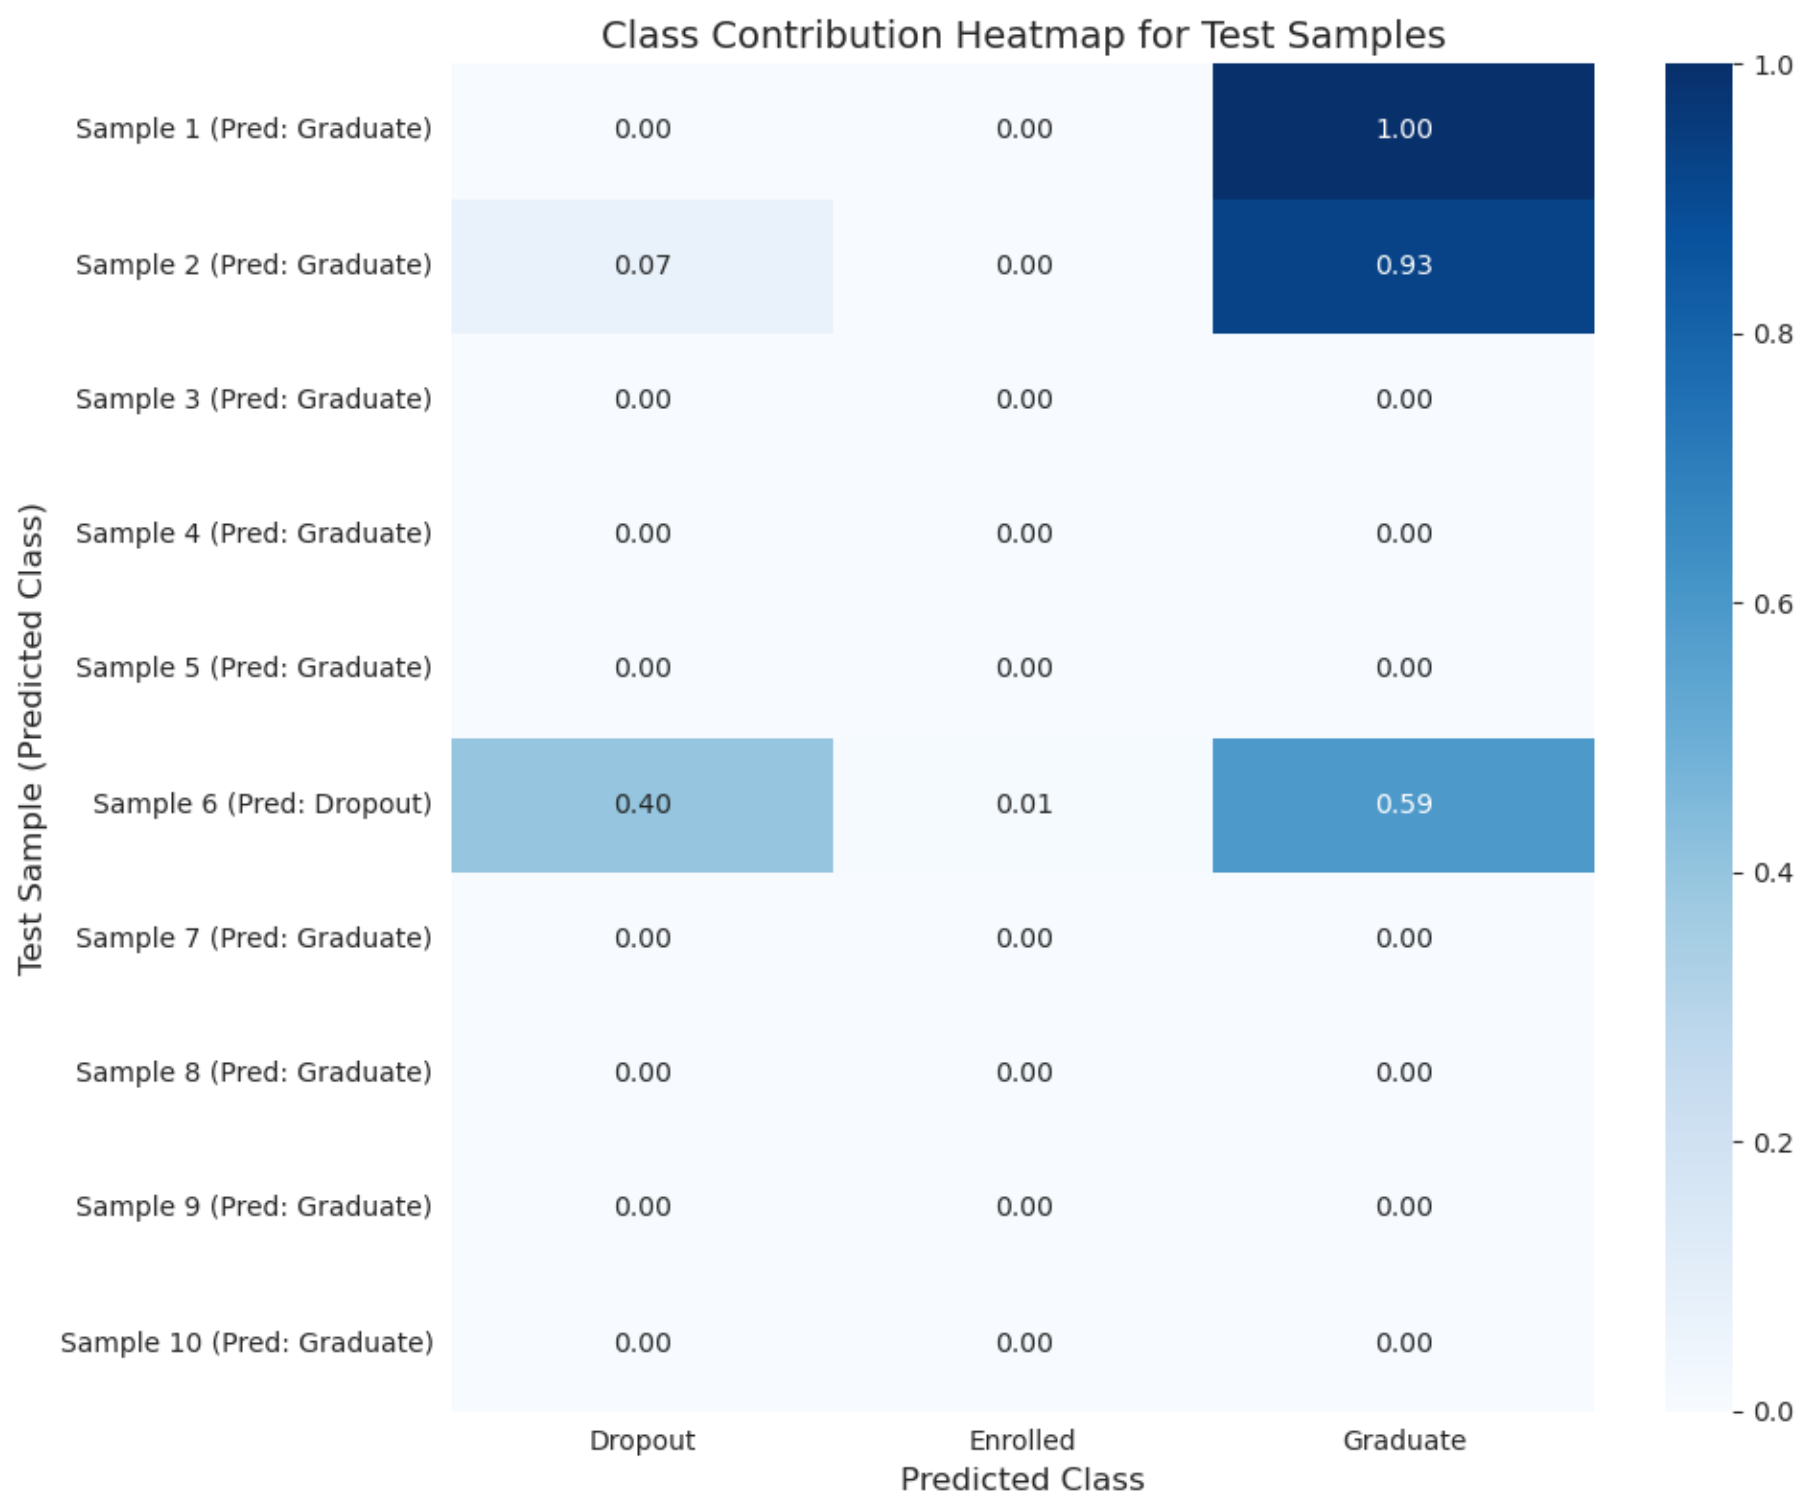 Class Contribution Heatmap for Test Samples
Sample 1 (Pred: Graduate) 0.00 0.00 1.00
Sample 2 (Pred: Graduate) 0.07 0.00 0.93
Sample 3 (Pred: Graduate) 0.00 0.00 0.00
Sample 4 (Pred: Graduate) 0.00 0.00 0.00
Sample 5 (Pred: Graduate) 0.00 0.00 0.00
Sample 6 (Pred: Dropout) 0.40 0.01 0.59
Sample 7 (Pred: Graduate) 0.00 0.00 0.00
Sample 8 (Pred: Graduate) 0.00 0.00 0.00
Sample 9 (Pred: Graduate) 0.00 0.00 0.00
Sample 10 (Pred: Graduate) 0.00 0.00 0.00
Dropout Enrolled Graduate
Predicted Class
Test Sample (Predicted Class)
1.0
0.8
0.6
0.4
0.2
0.0